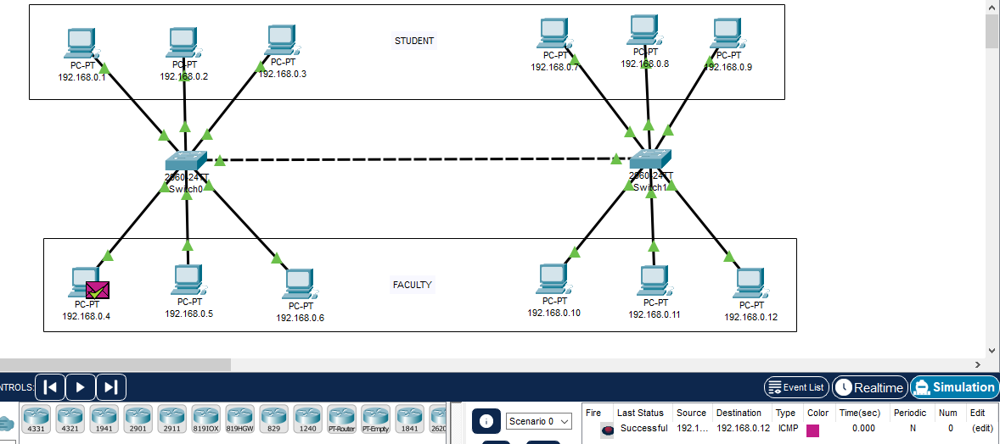 STUDENT
PC-PT
192.168.0.1
PC-PT
192.168.0.2
PC-PT
192.168.0.3
PC-PT
192.168.0.7
PC-PT
192.168.0.8
PC-PT
192.168.0.9
2960-24TT
Switch0
2960-24TT
Switch1
FACULTY
PC-PT
192.168.0.4
PC-PT
192.168.0.5
PC-PT
192.168.0.6
PC-PT
192.168.0.10
PC-PT
192.168.0.11
PC-PT
192.168.0.12
NTROLS:
Event List
Realtime
Simulation
4331 4321 1941 2901 2911 819IOX 819HGW 829 1240 PT-Router PT-Empty 1841 2620
Scenario 0
Fire Last Status Source Destination Type Color Time(sec) Periodic Num Edit
Successful 192.1... 192.168.0.12 ICMP 0.000 N 0 (edit)